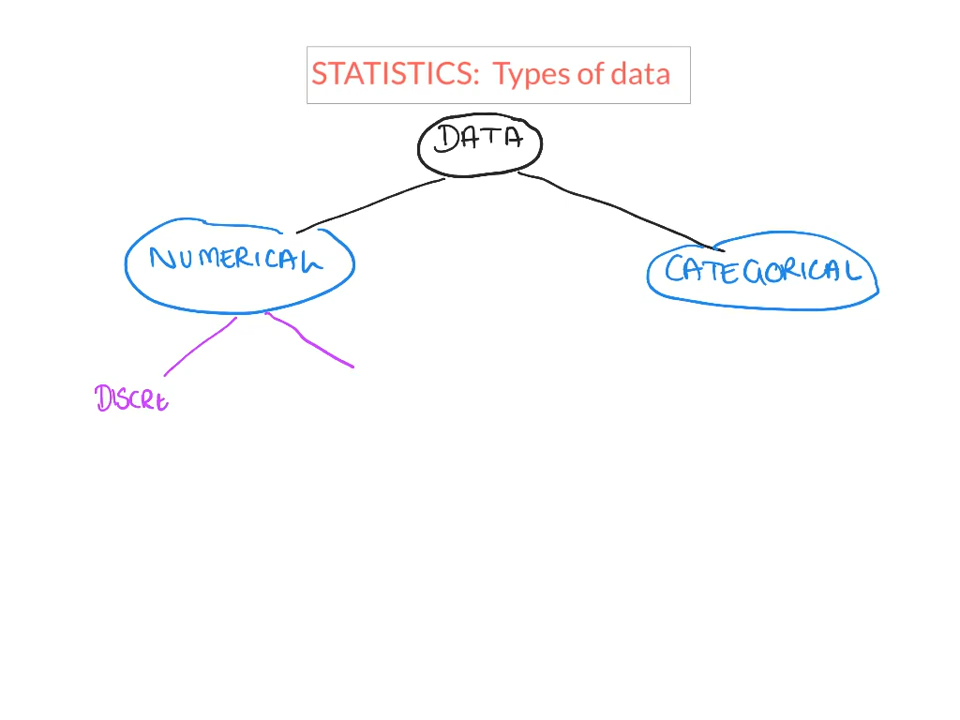 STATISTICS: Types of data
DATA
NUMERICAL
CATEGORICAL
DISCRE